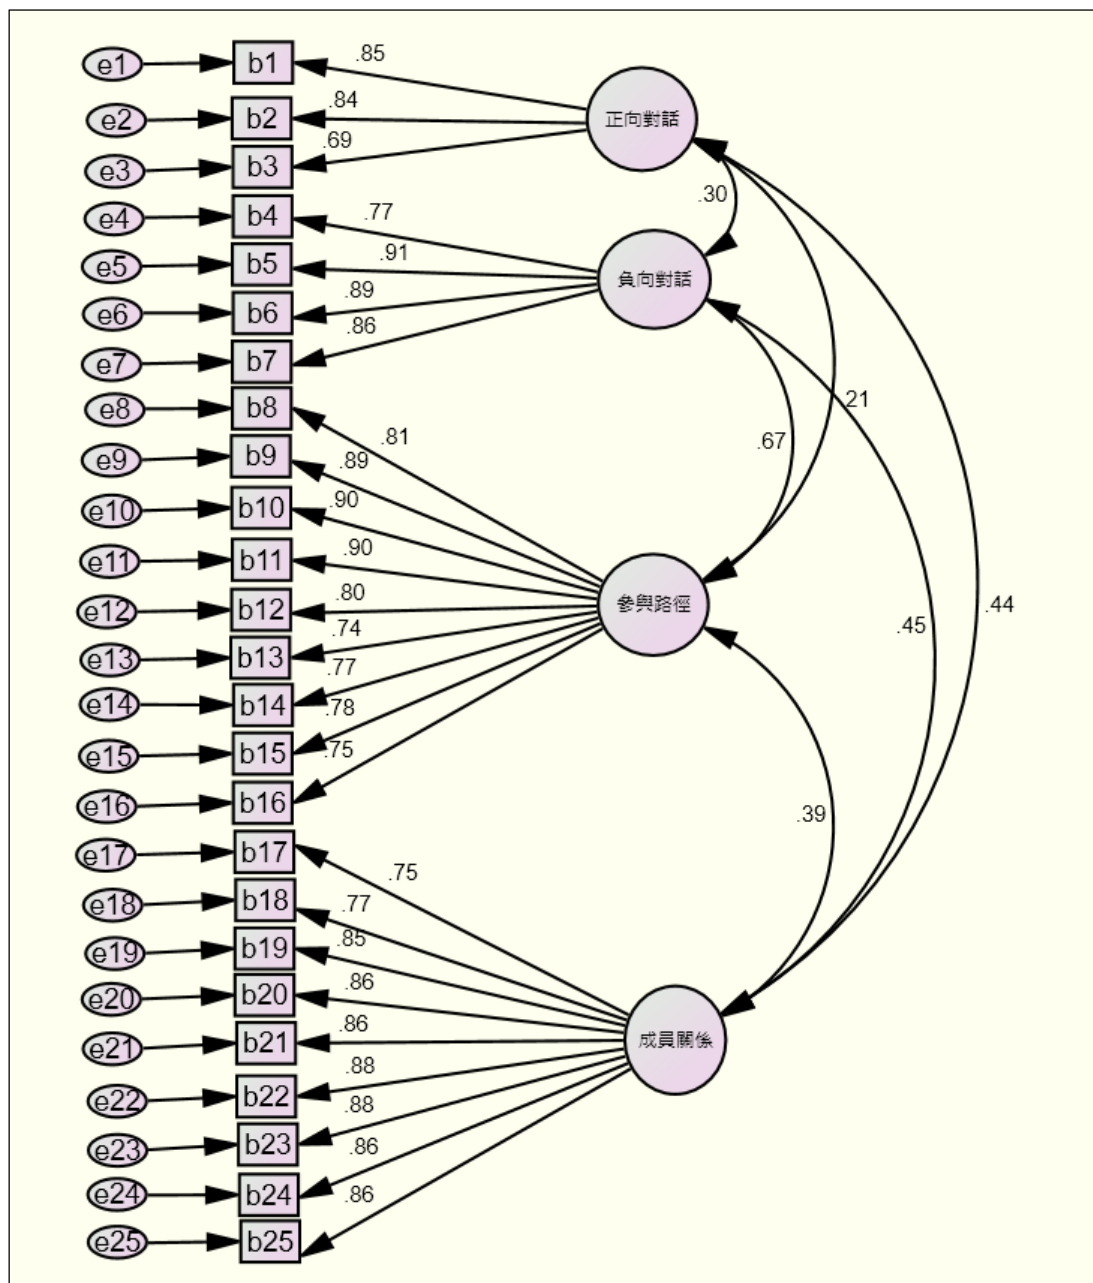 e1 b1 .85 正向對話
e2 b2 .84
e3 b3 .69
.30
e4 b4 .77
e5 b5 .91 負向對話
e6 b6 .89
e7 b7 .86
e8 b8 .81 21
e9 b9 .89 .67
e10 b10 .90
e11 b11 .90
e12 b12 .80 參與路徑 .44
e13 b13 .74 .45
e14 b14 .77
e15 b15 .78
e16 b16 .75
.39
e17 b17 .75
e18 b18 .77
e19 b19 .85
e20 b20 .86
e21 b21 .86 成員關係
e22 b22 .88
e23 b23 .88
e24 b24 .86
e25 b25 .86